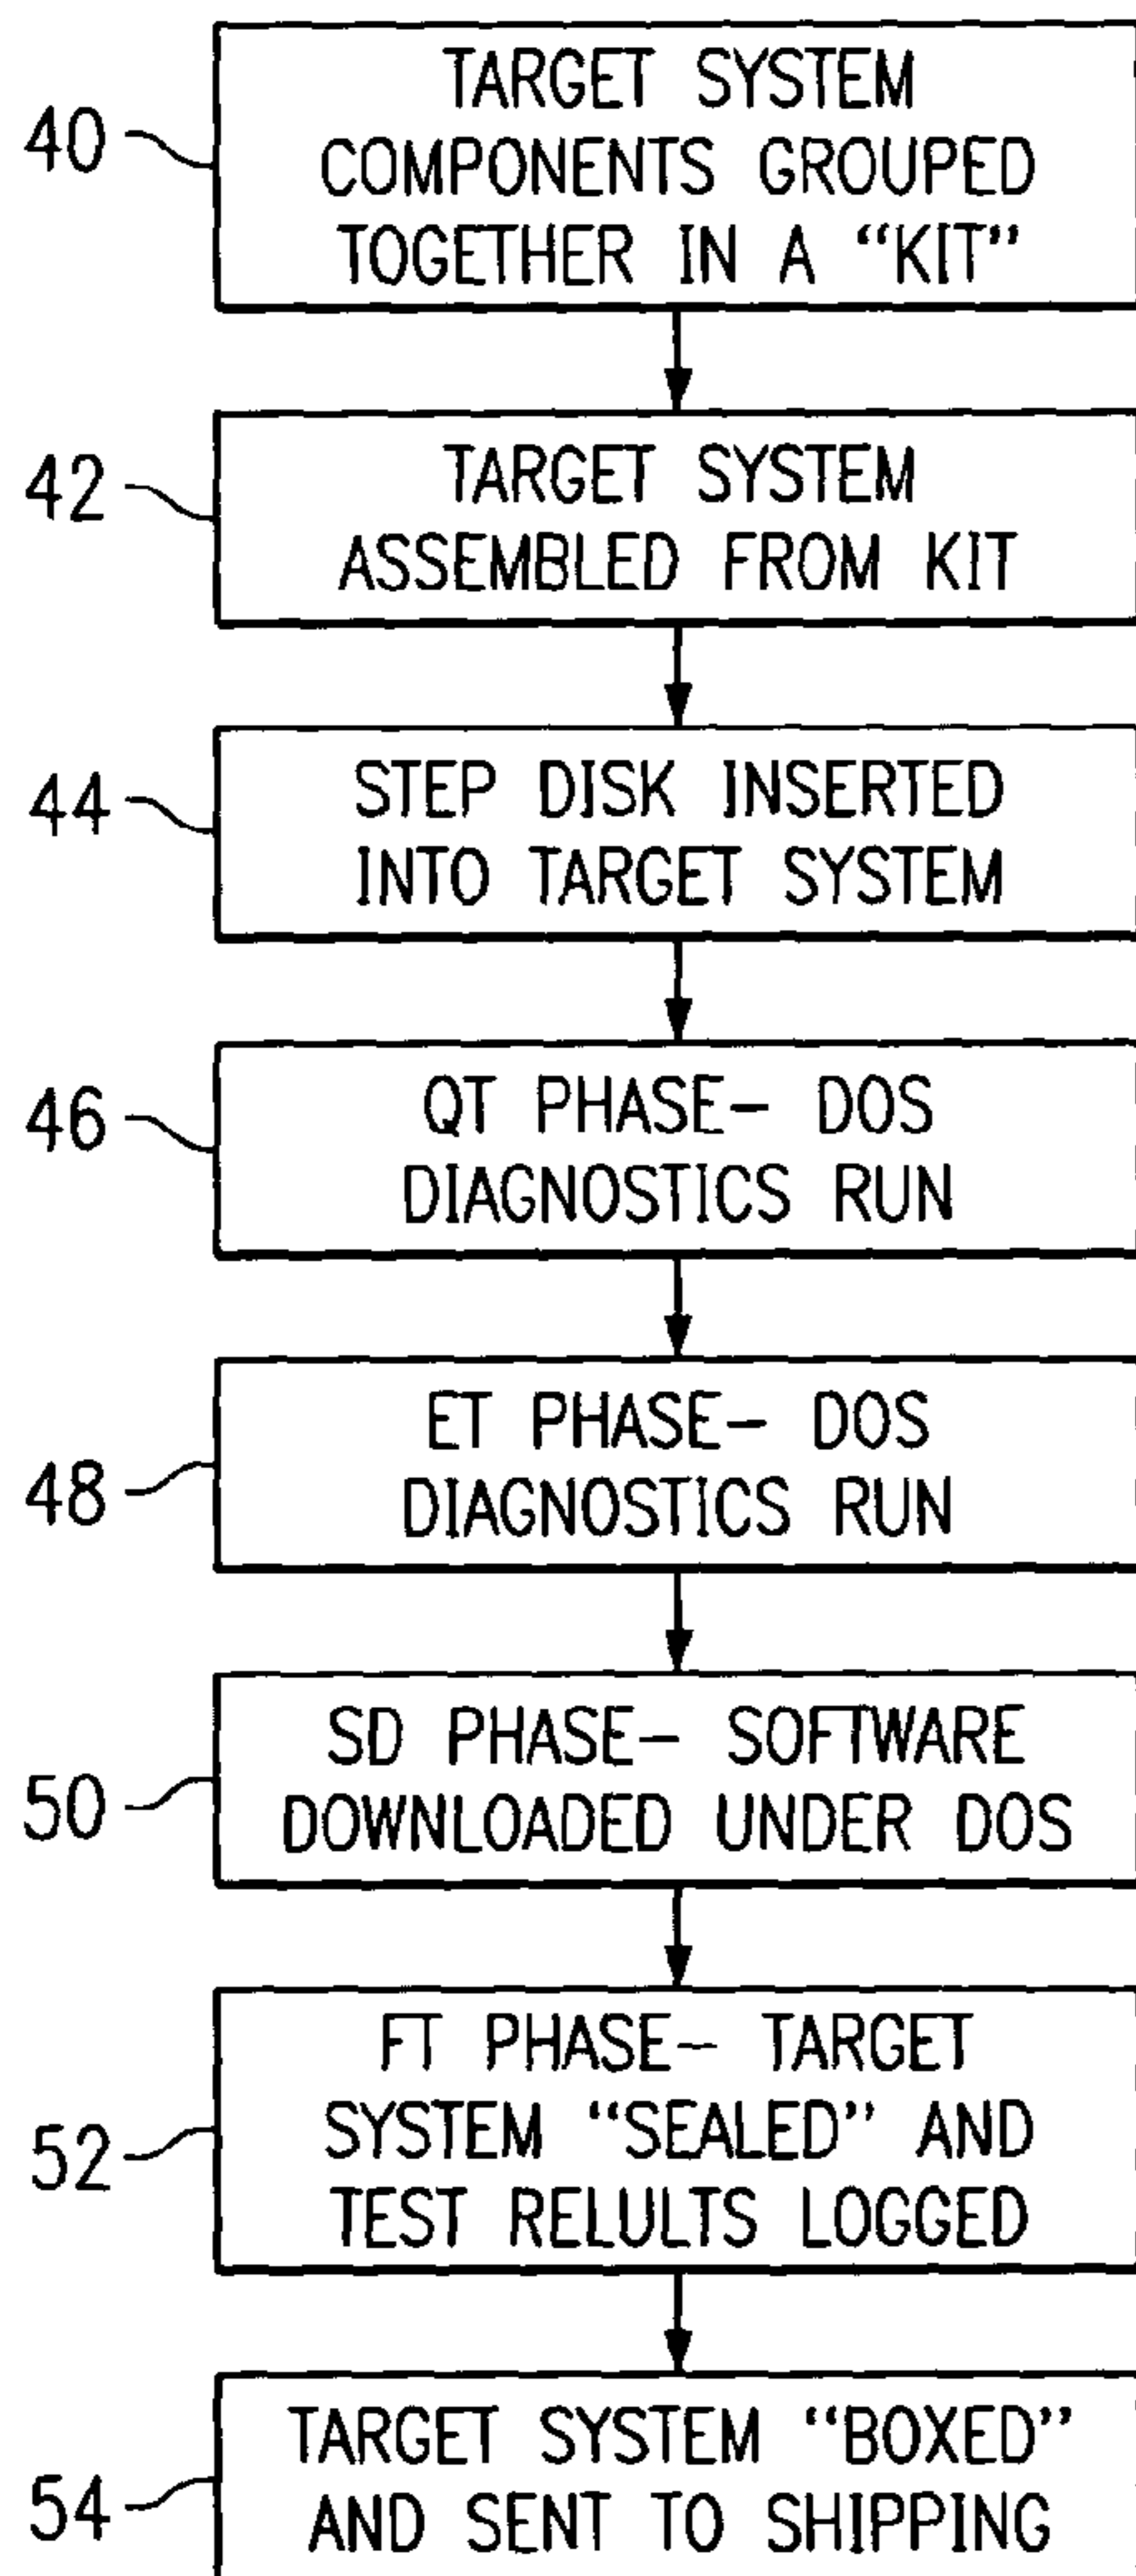 40
TARGET SYSTEM
COMPONENTS GROUPED
TOGETHER IN A “KIT”
42
TARGET SYSTEM
ASSEMBLED FROM KIT
44
STEP DISK INSERTED
INTO TARGET SYSTEM
46
QT PHASE– DOS
DIAGNOSTICS RUN
48
ET PHASE– DOS
DIAGNOSTICS RUN
50
SD PHASE– SOFTWARE
DOWNLOADED UNDER DOS
52
FT PHASE– TARGET
SYSTEM “SEALED” AND
TEST RELULTS LOGGED
54
TARGET SYSTEM “BOXED”
AND SENT TO SHIPPING